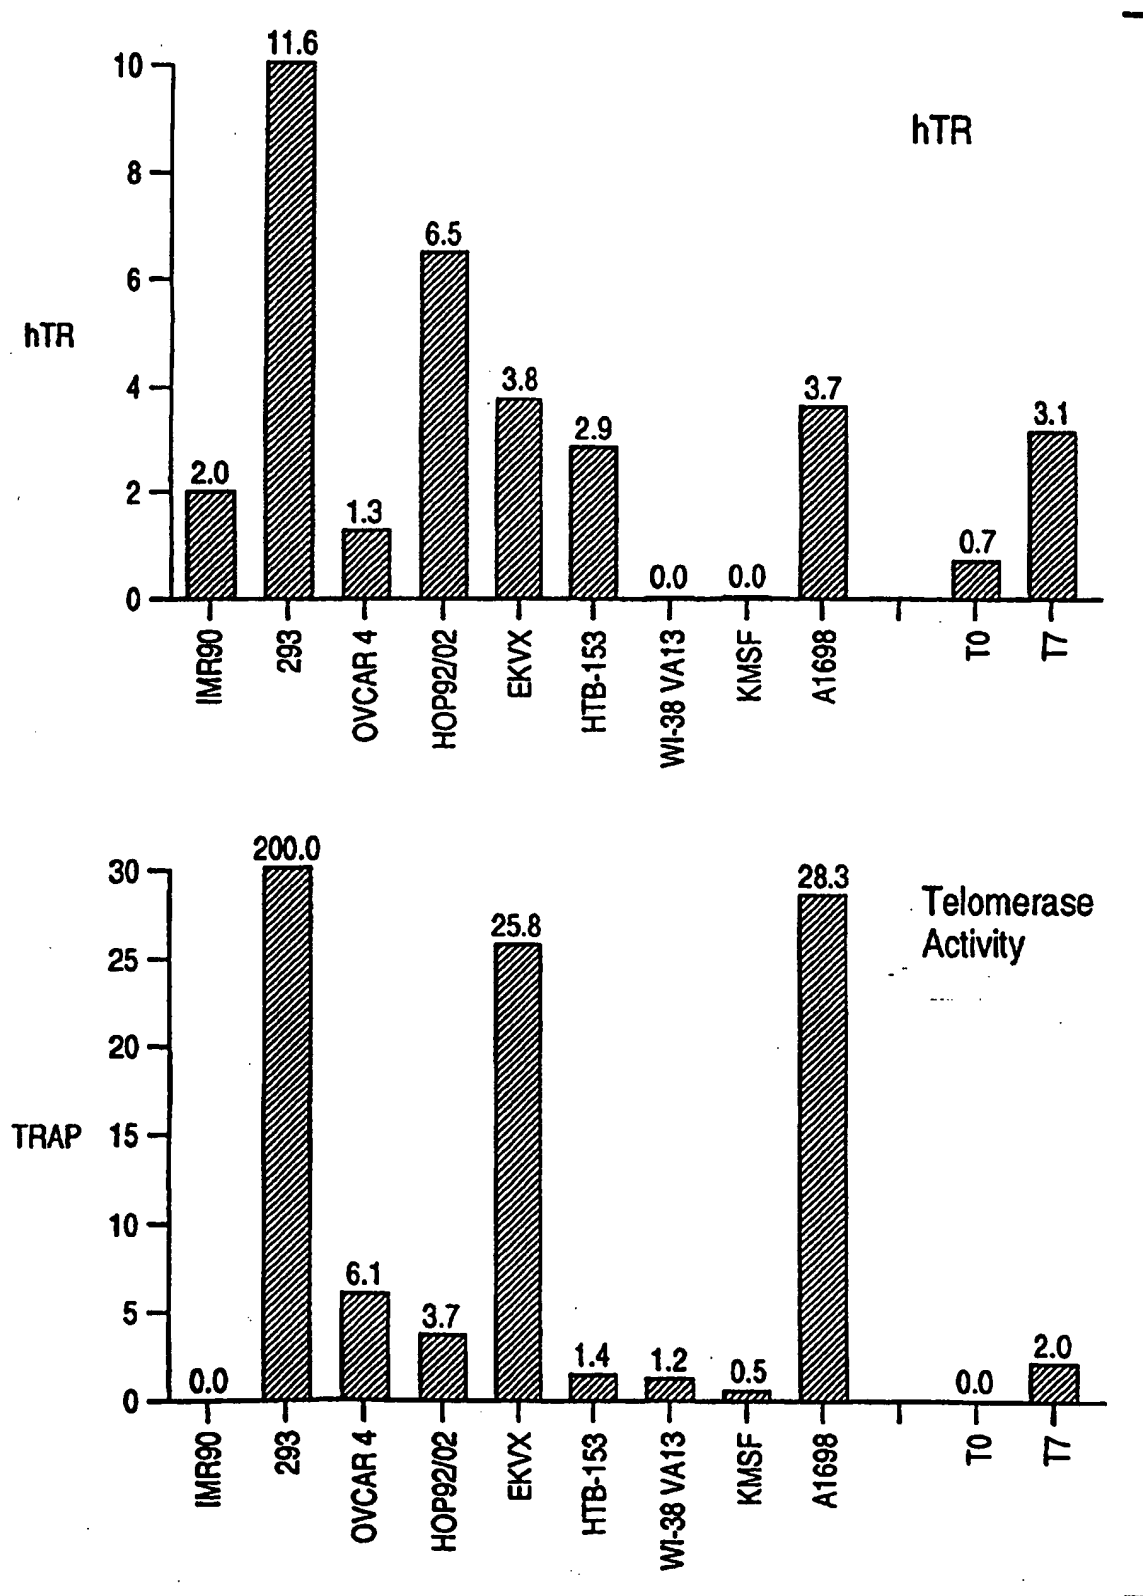 hTR
hTR
10
8
6
4
2
0
2.0
11.6
1.3
6.5
3.8
2.9
0.0
0.0
3.7
0.7
3.1
IMR90
293
OVCAR 4
HOP92/02
EKVX
HTB-153
WI-38 VA13
KMSF
A1698
T0
T7
Telomerase
Activity
TRAP
30
25
20
15
10
5
0
0.0
200.0
6.1
3.7
25.8
1.4
1.2
0.5
28.3
0.0
2.0
IMR90
293
OVCAR 4
HOP92/02
EKVX
HTB-153
WI-38 VA13
KMSF
A1698
T0
T7